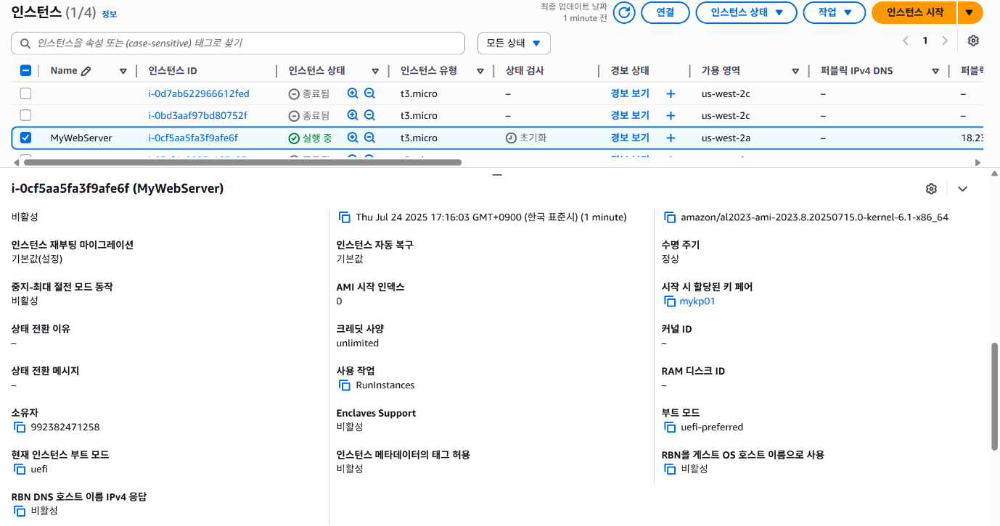 인스턴스 (1/4) 정보
최종 업데이트 날짜
1 minute 전
연결
인스턴스 상태
작업
인스턴스 시작
인스턴스을 속성 또는 (case-sensitive) 태그로 찾기
모든 상태
1
Name 인스턴스 ID 인스턴스 상태 인스턴스 유형 상태 검사 경보 상태 가용 영역 퍼블릭 IPv4 DNS 퍼블릭
i-0d7ab622966612fed 종료됨 t3.micro – 경보 보기 + us-west-2c – –
i-0bd3aaf97bd80752f 종료됨 t3.micro – 경보 보기 + us-west-2c – –
MyWebServer i-0cf5aa5fa3f9afe6f 실행 중 t3.micro 초기화 경보 보기 + us-west-2a – 18.23
i-0cf5aa5fa3f9afe6f (MyWebServer)
비활성
인스턴스 재부팅 마이그레이션
기본값(설정)
중지-최대 절전 모드 동작
비활성
상태 전환 이유
–
상태 전환 메시지
–
소유자
992382471258
현재 인스턴스 부트 모드
uefi
RBN DNS 호스트 이름 IPv4 응답
비활성
Thu Jul 24 2025 17:16:03 GMT+0900 (한국 표준시) (1 minute)
인스턴스 자동 복구
기본값
AMI 시작 인덱스
0
크레딧 사양
unlimited
사용 작업
RunInstances
Enclaves Support
비활성
인스턴스 메타데이터의 태그 허용
비활성
amazon/al2023-ami-2023.8.20250715.0-kernel-6.1-x86_64
수명 주기
정상
시작 시 할당된 키 페어
mykp01
커널 ID
–
RAM 디스크 ID
–
부트 모드
uefi-preferred
RBN을 게스트 OS 호스트 이름으로 사용
비활성